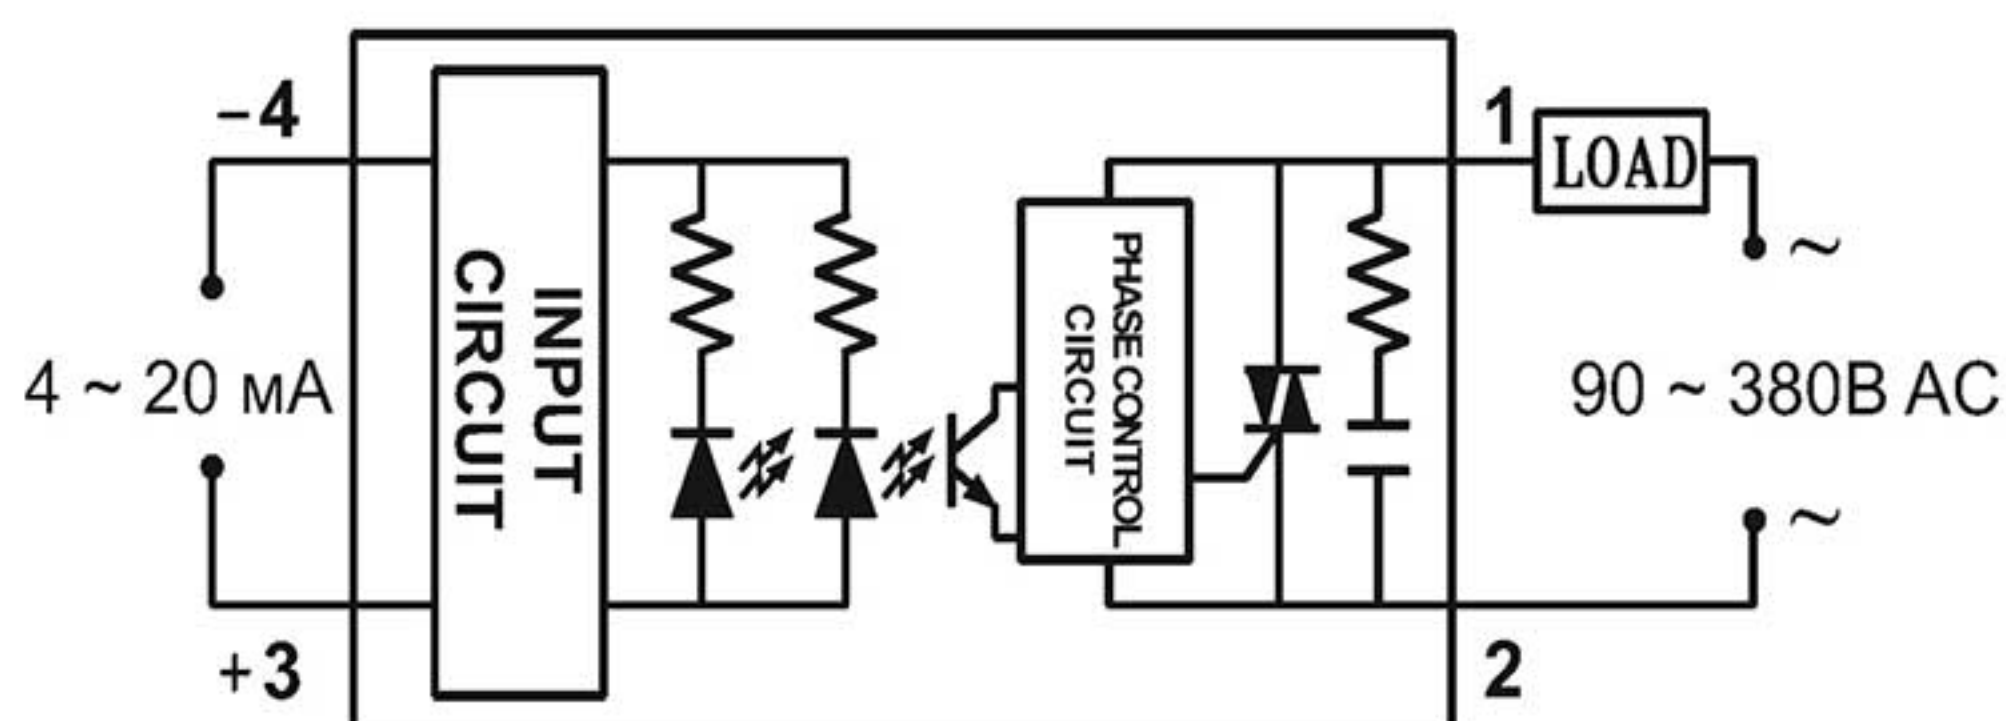 −4
1
LOAD
~
INPUT
CIRCUIT
PHASE CONTROL
CIRCUIT
4 ~ 20 мА
90 ~ 380В AC
~
+3
2